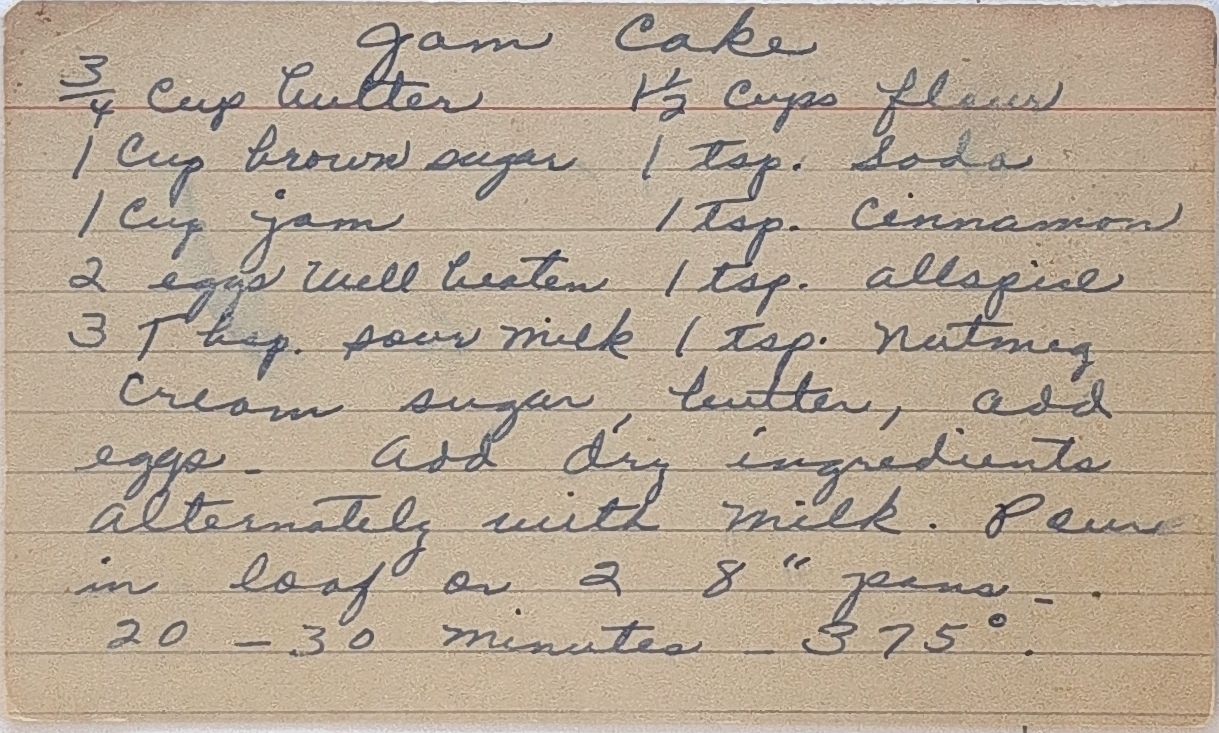 Jam Cake
3/4 Cup butter 1 1/2 Cups flour
1 Cup brown sugar 1 tsp. Soda
1 Cup jam 1 Tsp. Cinnamon
2 eggs well beaten 1 tsp. allspice
3 Tbsp. sour milk 1 tsp. Nutmeg
Cream sugar, butter, add
eggs - Add dry ingredients
alternately with milk. Pour
in loaf or 2 8" pans -.
20 - 30 minutes - 375°.